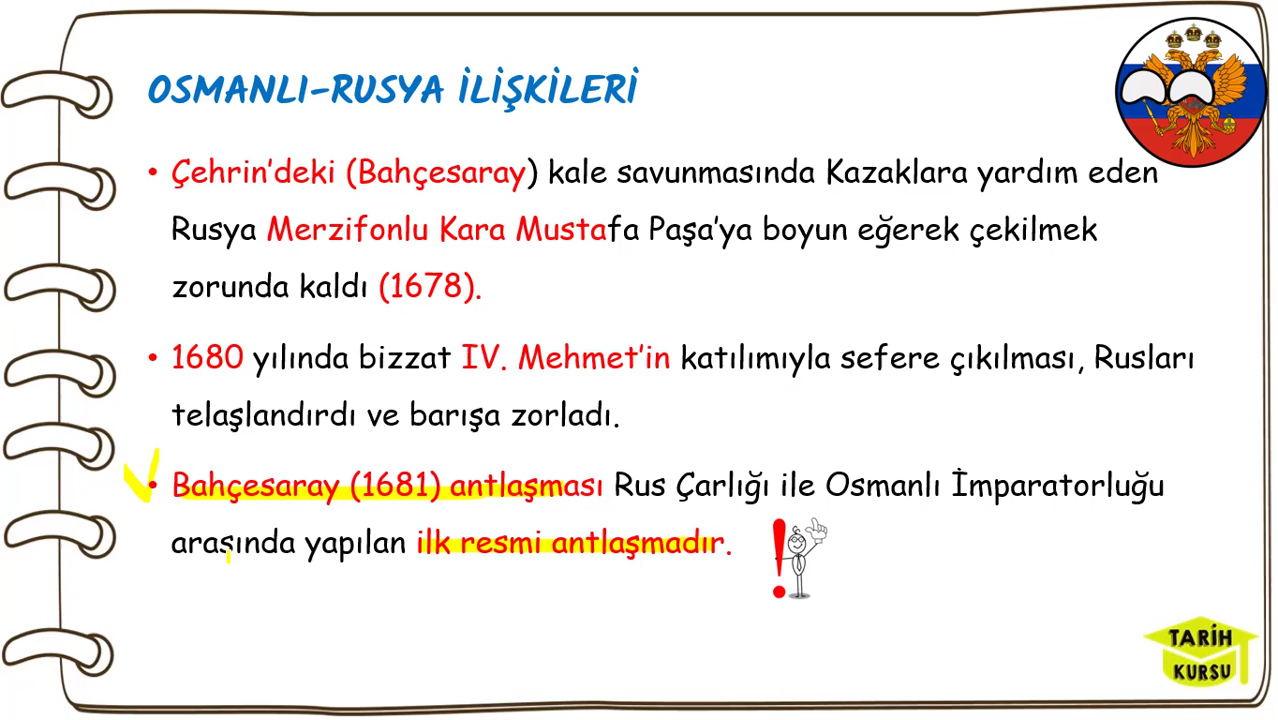 OSMANLI-RUSYA İLİŞKİLERİ
• Çehrin'deki (Bahçesaray) kale savunmasında Kazaklara yardım eden
Rusya Merzifonlu Kara Mustafa Paşa'ya boyun eğerek çekilmek
zorunda kaldı (1678).
• 1680 yılında bizzat IV. Mehmet'in katılımıyla sefere çıkılması, Rusları
telaşlandırdı ve barışa zorladı.
• Bahçesaray (1681) antlaşması Rus Çarlığı ile Osmanlı İmparatorluğu
arasında yapılan ilk resmi antlaşmadır.
TARİH
KURSU